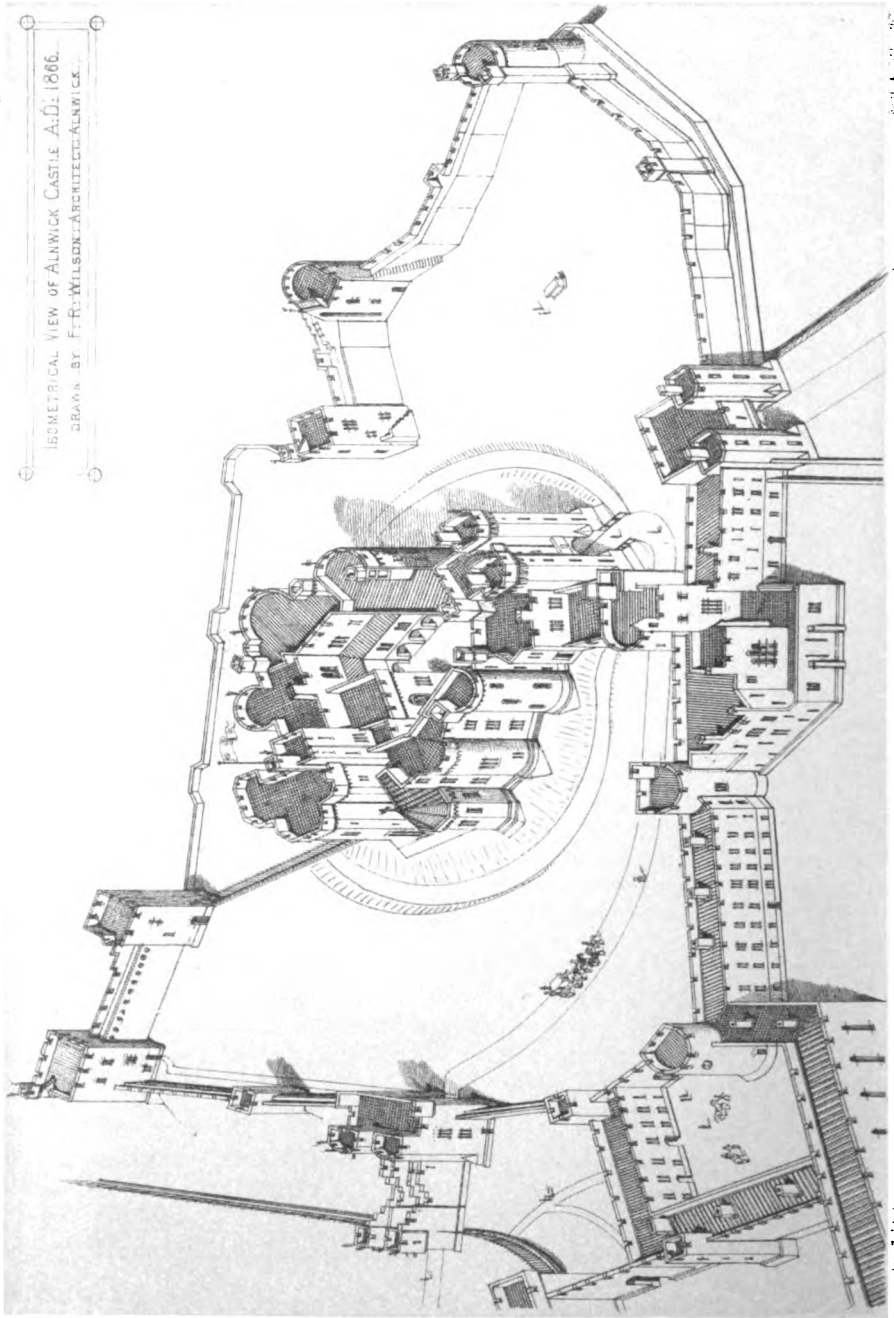 ISOMETRICAL VIEW OF ALNWICK CASTLE A:D: 1866.
DRAWN BY F: R: WILSON: ARCHITECT: ALNWICK.